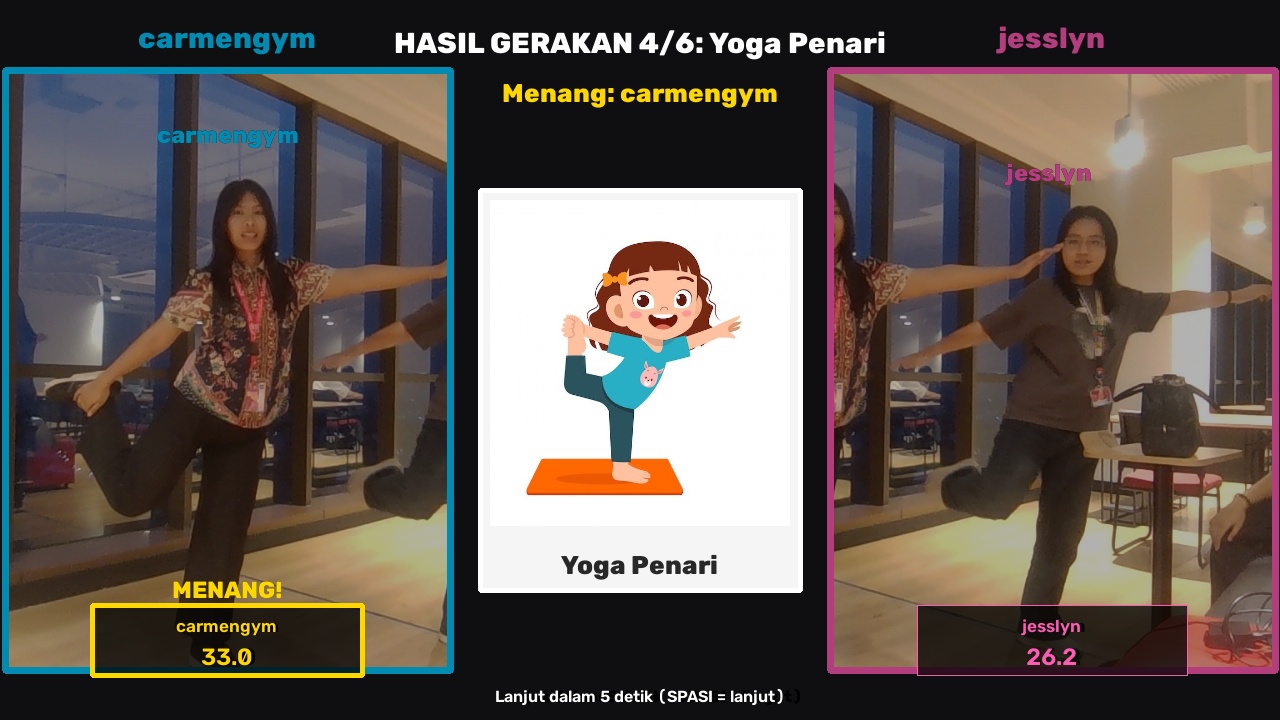 carmengym
HASIL GERAKAN 4/6: Yoga Penari
jesslyn
Menang: carmengym
carmengym
jesslyn
Yoga Penari
MENANG!
carmengym
33.0
jesslyn
26.2
Lanjut dalam 5 detik (SPASI = lanjut)